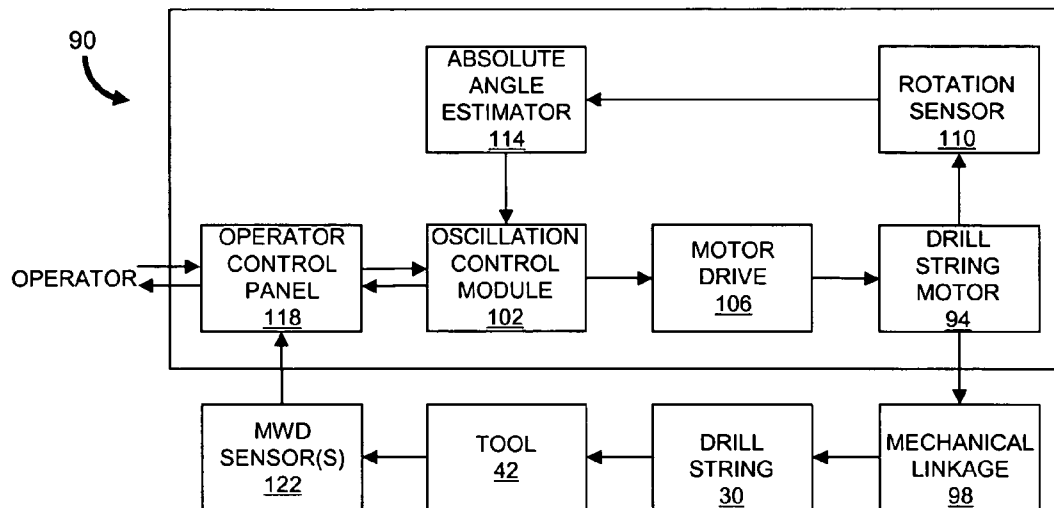 90
ABSOLUTE
ANGLE
ESTIMATOR
114
ROTATION
SENSOR
110
OPERATOR
OPERATOR
CONTROL
PANEL
118
OSCILLATION
CONTROL
MODULE
102
MOTOR
DRIVE
106
DRILL
STRING
MOTOR
94
MWD
SENSOR(S)
122
TOOL
42
DRILL
STRING
30
MECHANICAL
LINKAGE
98